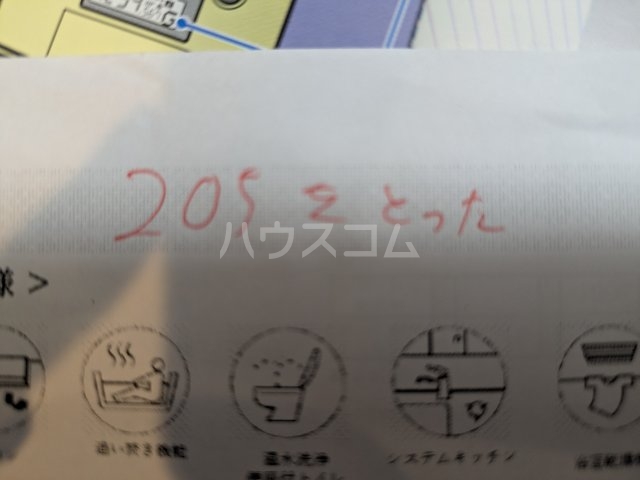 205をとった
ハウスコム
様 >
追い焚き機能
温水洗浄
システムキッチン
浴室乾燥機